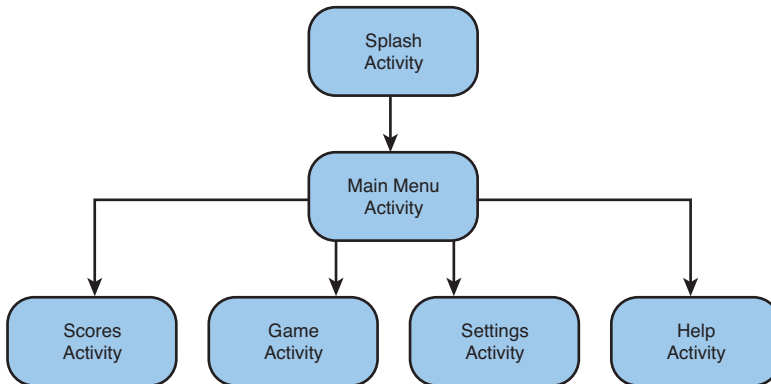 Splash
Activity
Main Menu
Activity
Scores
Activity
Game
Activity
Settings
Activity
Help
Activity